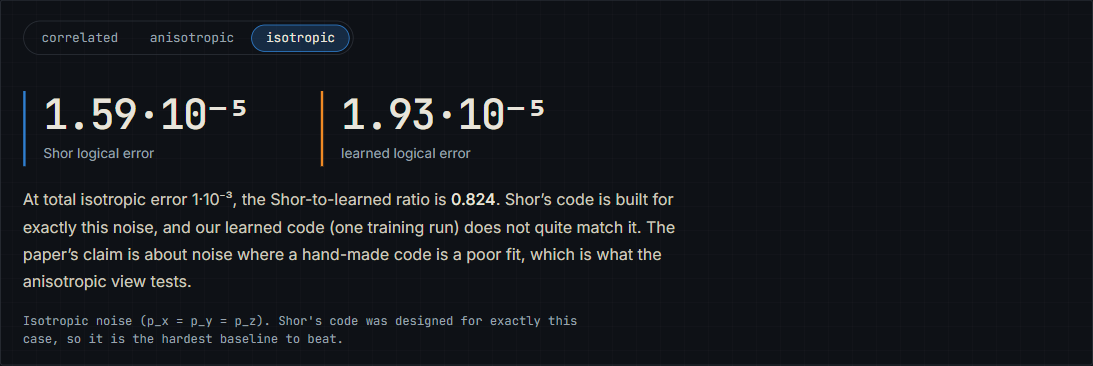 correlated anisotropic isotropic
1.59·10⁻⁵ 1.93·10⁻⁵
Shor logical error learned logical error
At total isotropic error 1·10⁻³, the Shor-to-learned ratio is 0.824. Shor’s code is built for
exactly this noise, and our learned code (one training run) does not quite match it. The
paper’s claim is about noise where a hand-made code is a poor fit, which is what the
anisotropic view tests.
Isotropic noise (p_x = p_y = p_z). Shor's code was designed for exactly this
case, so it is the hardest baseline to beat.